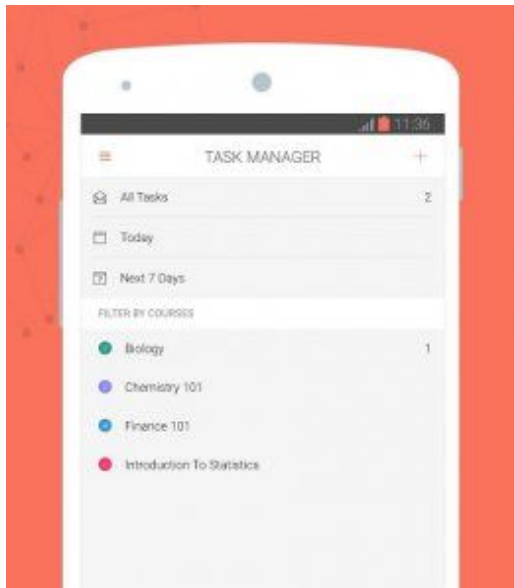 11:36
TASK MANAGER
All Tasks 2
Today
Next 7 Days
FILTER BY COURSES
Biology 1
Chemistry 101
Finance 101
Introduction To Statistics